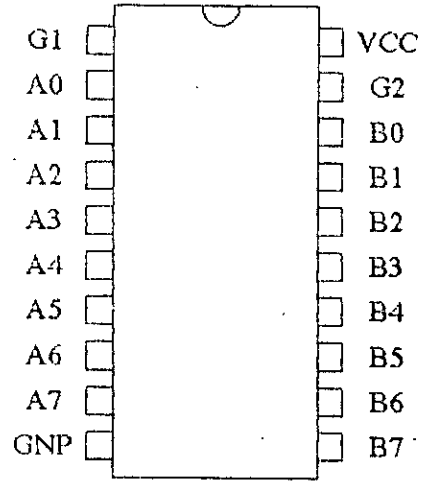 G1 VCC
A0 G2
A1 B0
A2 B1
A3 B2
A4 B3
A5 B4
A6 B5
A7 B6
GNP B7